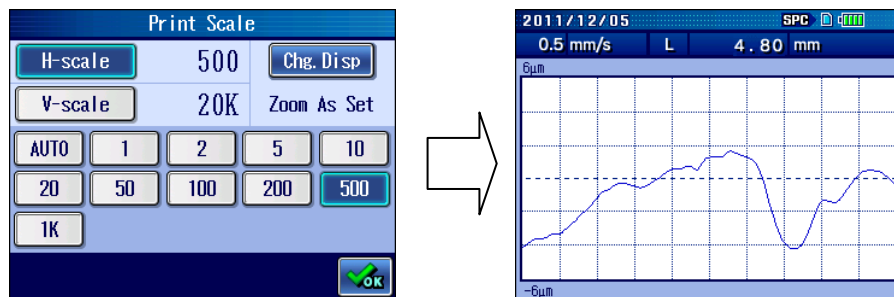 Print Scale
H-scale 500 Chg. Disp
V-scale 20K Zoom As Set
AUTO 1 2 5 10
20 50 100 200 500
1K
OK
2011/12/05 SPC
0.5 mm/s L 4.80 mm
6µm
-6µm